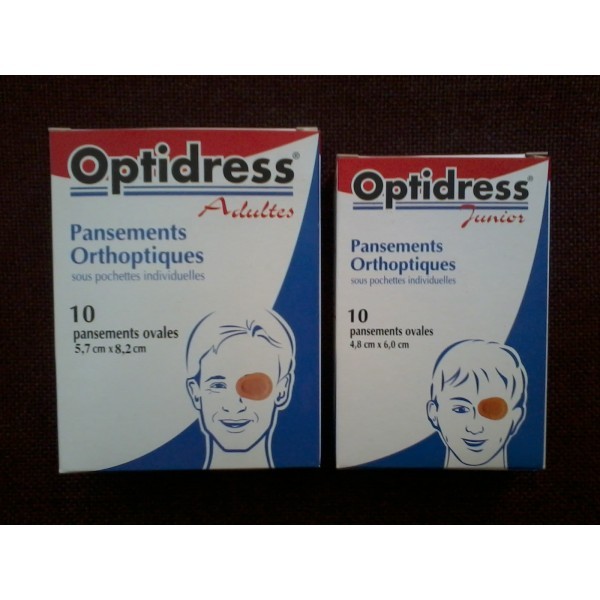 Optidress®
Adultes
Pansements
Orthoptiques
sous pochettes individuelles
10
pansements ovales
5,7 cm x 8,2 cm
Optidress®
Junior
Pansements
Orthoptiques
sous pochettes individuelles
10
pansements ovales
4,8 cm x 6,0 cm